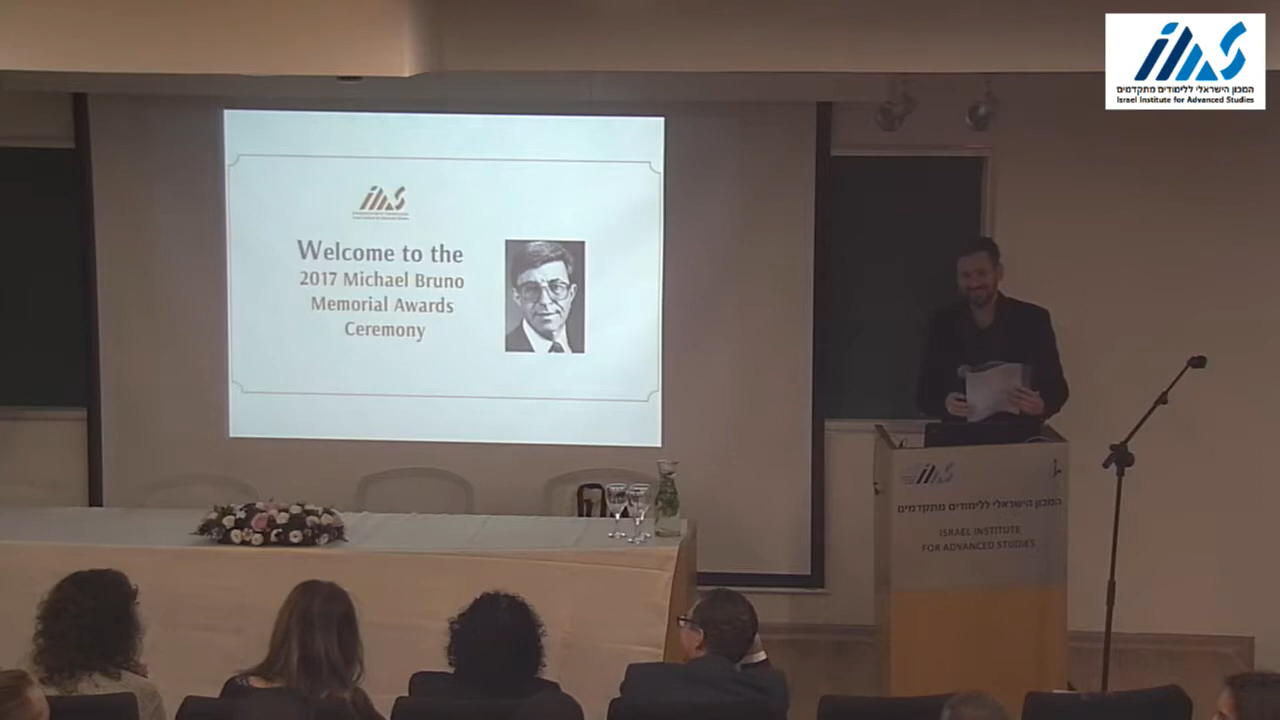 המכון הישראלי ללימודים מתקדמים
Israel Institute for Advanced Studies
Welcome to the
2017 Michael Bruno
Memorial Awards
Ceremony
המכון הישראלי ללימודים מתקדמים
ISRAEL INSTITUTE
FOR ADVANCED STUDIES